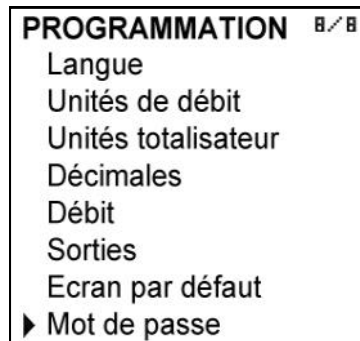 PROGRAMMATION 8/8
Langue
Unités de débit
Unités totalisateur
Décimales
Débit
Sorties
Ecran par défaut
Mot de passe